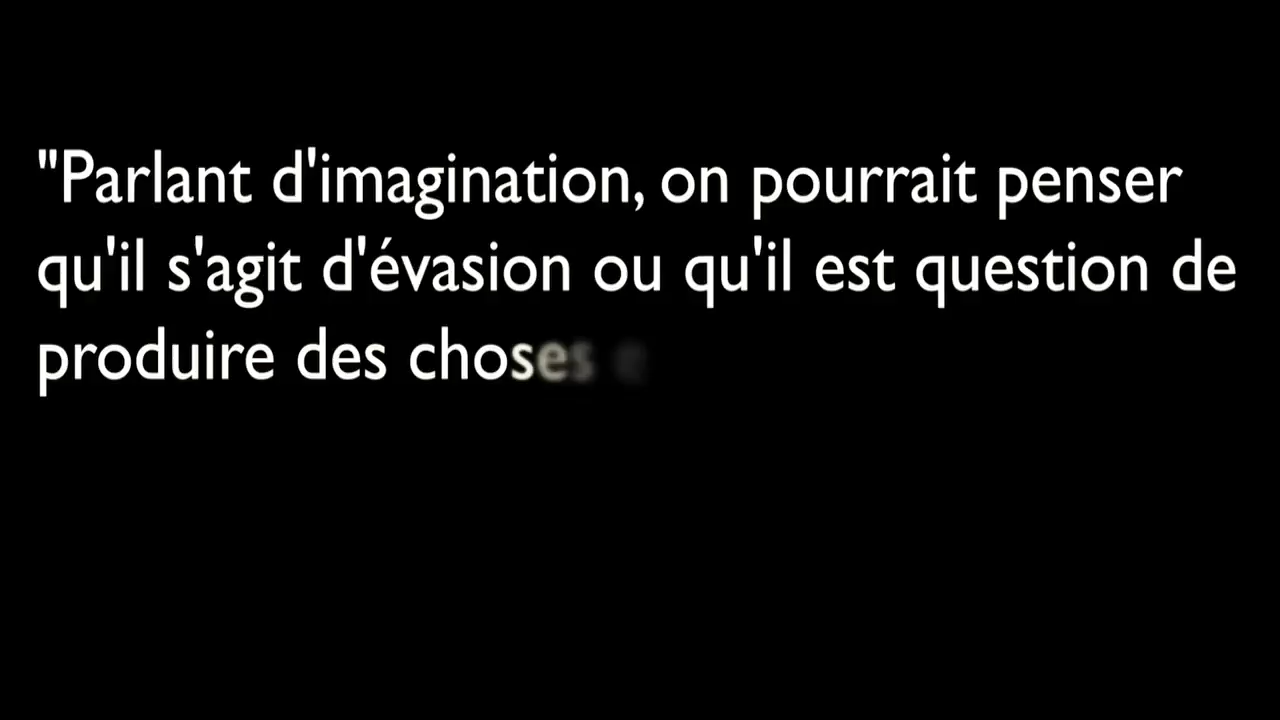 "Parlant d'imagination, on pourrait penser
qu'il s'agit d'évasion ou qu'il est question de
produire des choses